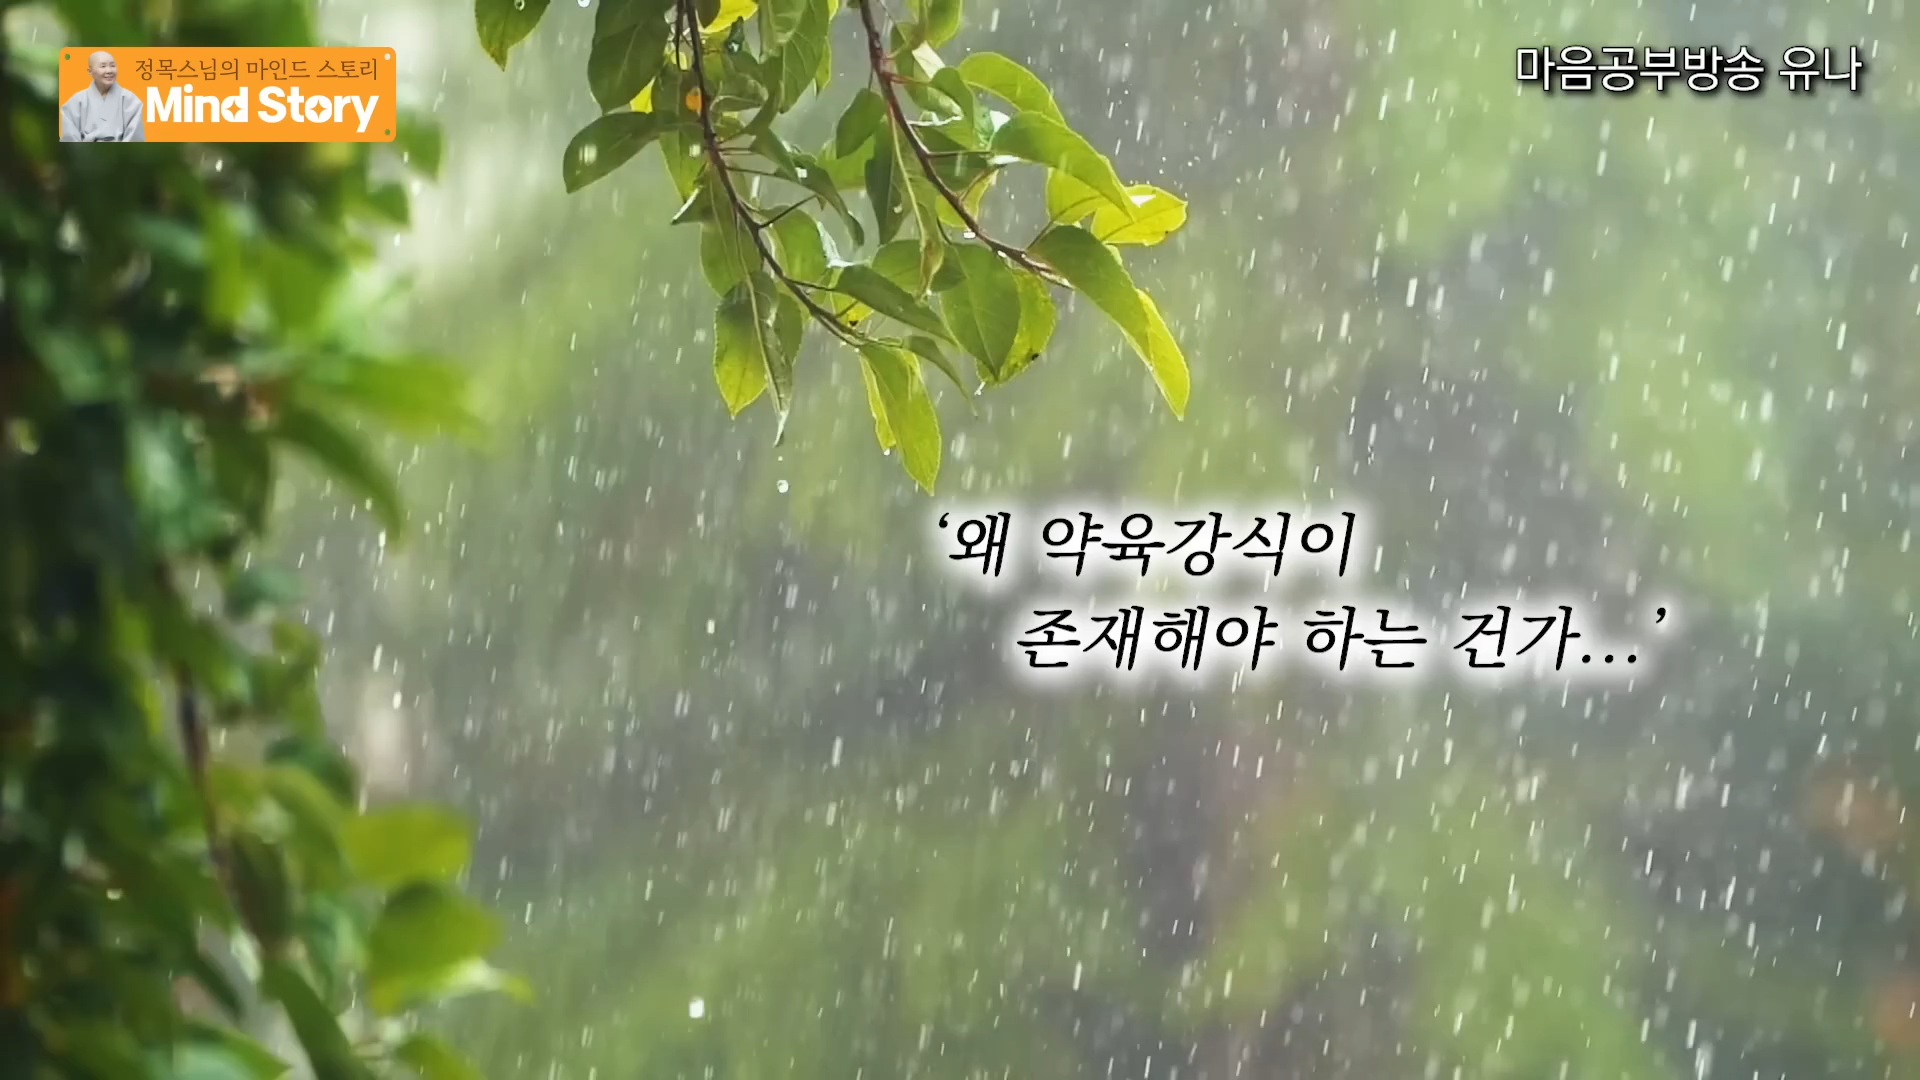 정목스님의 마인드 스토리
Mind Story
마음공부방송 유나
‘왜 약육강식이
존재해야 하는 건가...’